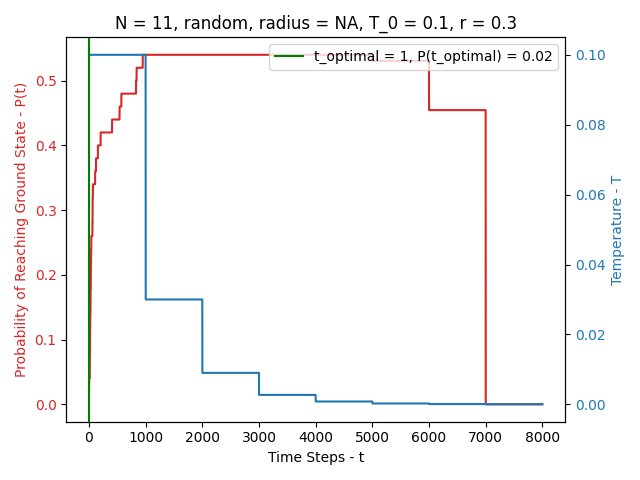 N = 11, random, radius = NA, T_0 = 0.1, r = 0.3
t_optimal = 1, P(t_optimal) = 0.02
Probability of Reaching Ground State - P(t)
0.5
0.4
0.3
0.2
0.1
0.0
0.10
0.08
0.06
0.04
0.02
0.00
Temperature - T
0 1000 2000 3000 4000 5000 6000 7000 8000
Time Steps - t